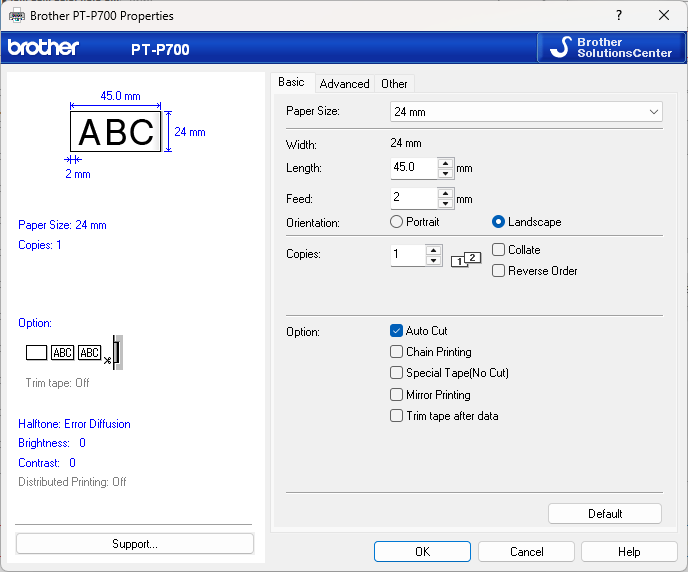 Brother PT-P700 Properties
?
brother
PT-P700
Brother
SolutionsCenter
45.0 mm
ABC
24 mm
2 mm
Paper Size: 24 mm
Copies: 1
Option:
ABC ABC
Trim tape: Off
Halftone: Error Diffusion
Brightness: 0
Contrast: 0
Distributed Printing: Off
Support...
Basic Advanced Other
Paper Size: 24 mm
Width: 24 mm
Length: 45.0 mm
Feed: 2 mm
Orientation: Portrait Landscape
Copies: 1 1 2 Collate
Reverse Order
Option: Auto Cut
Chain Printing
Special Tape(No Cut)
Mirror Printing
Trim tape after data
Default
OK Cancel Help